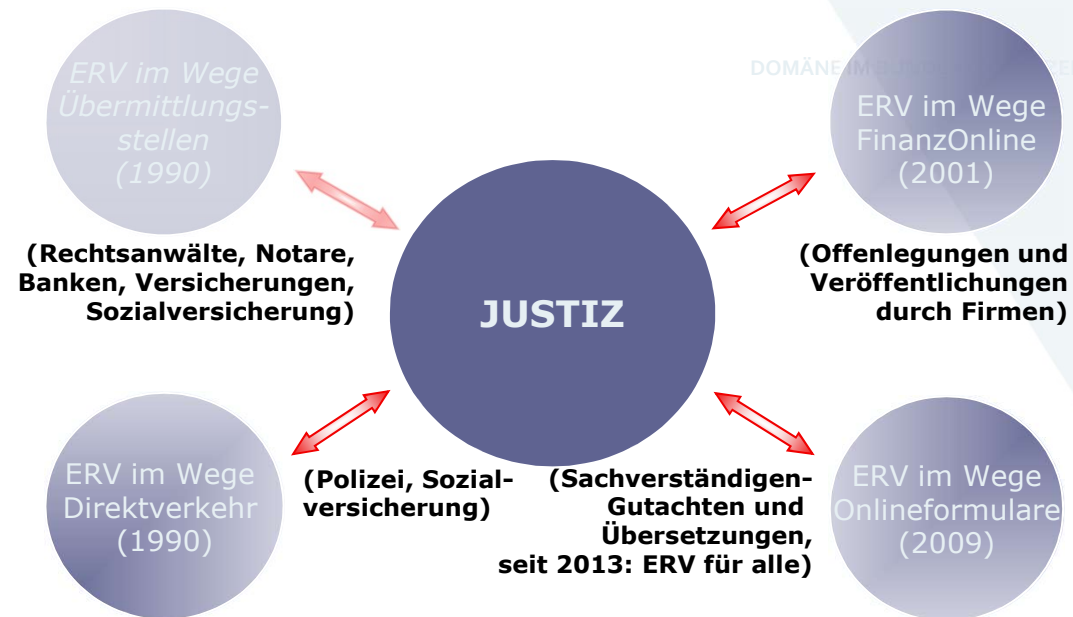 ERV im Wege
Übermittlungs-
stellen
(1990)
(Rechtsanwälte, Notare,
Banken, Versicherungen,
Sozialversicherung)
DOMÄNE IM
ERV im Wege
FinanzOnline
(2001)
(Offenlegungen und
Veröffentlichungen
durch Firmen)
JUSTIZ
ERV im Wege
Direktverkehr
(1990)
(Polizei, Sozial-
versicherung)
(Sachverständigen-
Gutachten und
Übersetzungen,
seit 2013: ERV für alle)
ERV im Wege
Onlineformulare
(2009)